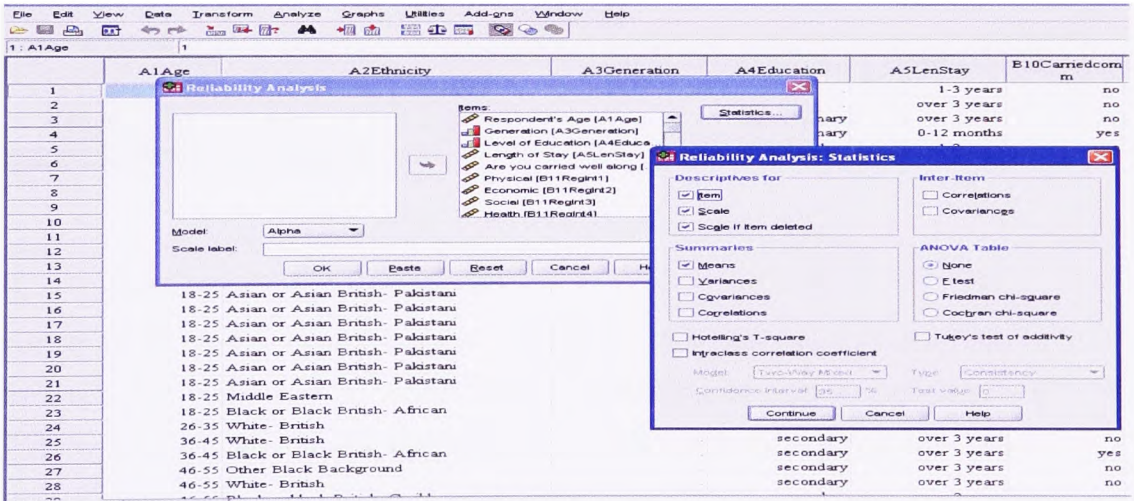 File Edit View Data Transform Analyze Graphs Utilities Add-ons Window Help
1 : A1Age 1
A1Age A2Ethnicity A3Generation A4Education A5LenStay B10Carriedcom
m
1 1-3 years no
2 over 3 years no
3 nary over 3 years no
4 nary 0-12 months yes
5
6
7
8
9
10
11
12
13
14
Reliability Analysis
Items:
Respondent's Age [A1Age]
Generation [A3Generation]
Level of Education [A4Educa
Length of Stay [A5LenStay]
Are you carried well along [
Physical [B11RegInt1]
Economic [B11RegInt2]
Social [B11RegInt3]
Health [B11RegInt4]
Statistics...
Model: Alpha
Scale label:
OK Paste Reset Cancel H
Reliability Analysis: Statistics
Descriptives for
Item
Scale
Scale if item deleted
Inter-Item
Correlations
Covariances
Summaries
Means
Variances
Covariances
Correlations
ANOVA Table
None
F test
Friedman chi-square
Cochran chi-square
Hotelling's T-square Tukey's test of additivity
Intraclass correlation coefficient
Model: Two-Way Mixed Type: Consistency
Confidence interval: 95 % Test value: 0
Continue Cancel Help
15 18-25 Asian or Asian British- Pakistani
16 18-25 Asian or Asian British- Pakistani
17 18-25 Asian or Asian British- Pakistani
18 18-25 Asian or Asian British- Pakistani
19 18-25 Asian or Asian British- Pakistani
20 18-25 Asian or Asian British- Pakistani
21 18-25 Asian or Asian British- Pakistani
22 18-25 Middle Eastern
23 18-25 Black or Black British- African
24 26-35 White- British
25 36-45 White- British secondary over 3 years no
26 36-45 Black or Black British- African secondary over 3 years yes
27 46-55 Other Black Background secondary over 3 years no
28 46-55 White- British secondary over 3 years no